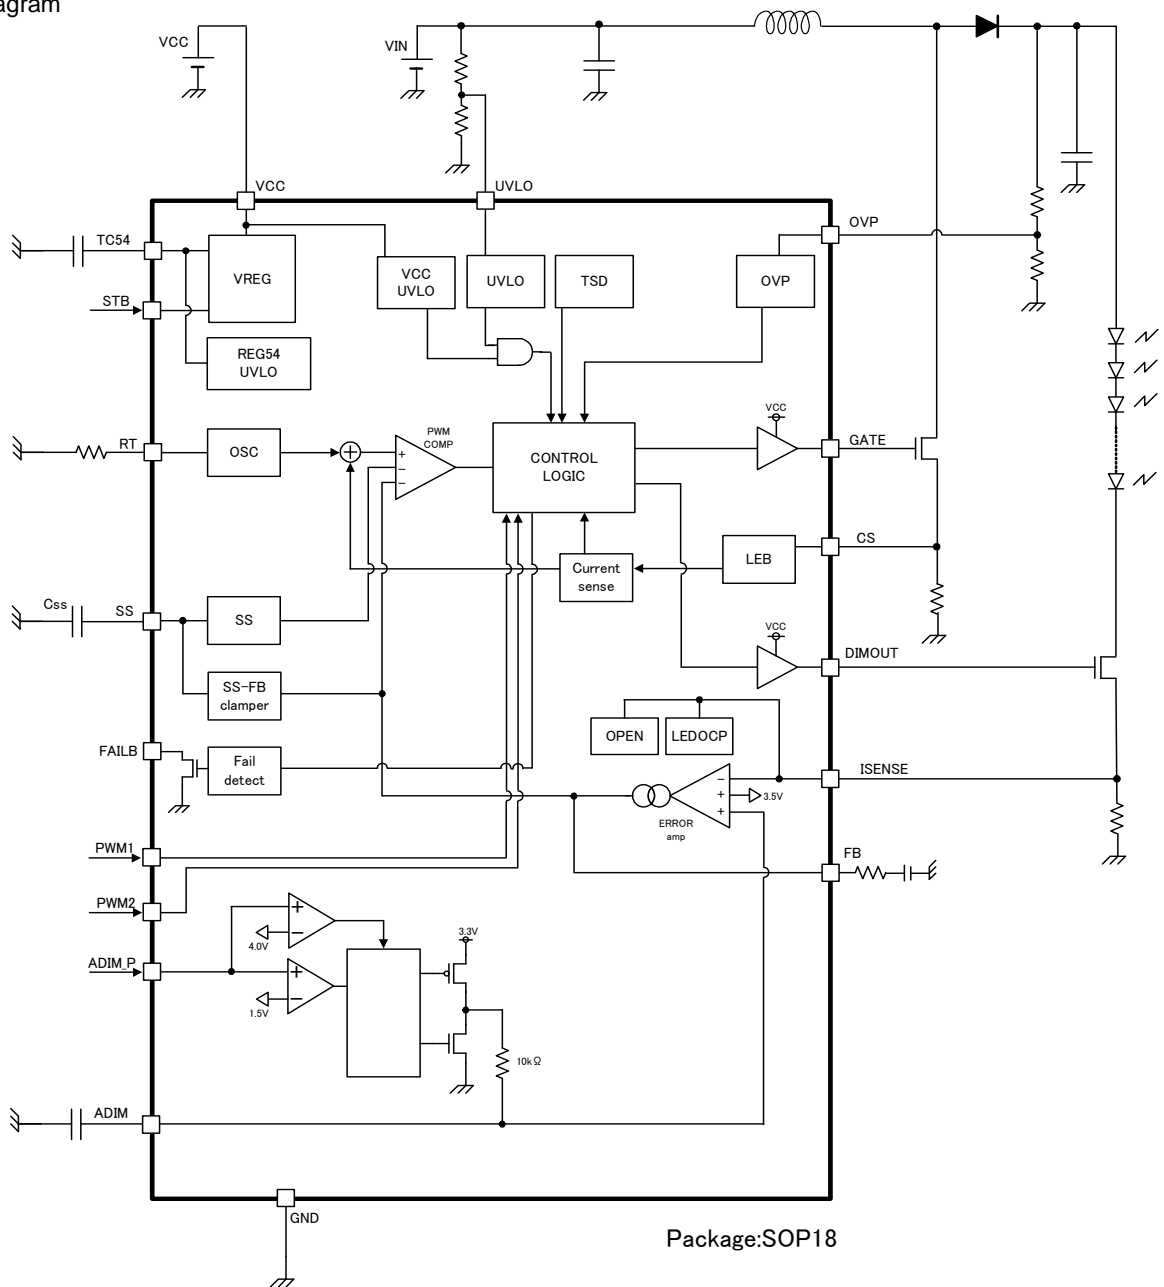 agram
VCC
VIN
VCC
UVLO
TC54
STB
VREG
VCC
UVLO
UVLO
TSD
OVP
OVP
REG54
UVLO
RT
OSC
PWM
COMP
+
−
−
CONTROL
LOGIC
VCC
GATE
CS
LEB
Current
sense
Css
SS
SS
VCC
DIMOUT
SS-FB
clamper
OPEN
LEDOCP
FAILB
Fail
detect
ISENSE
−
+
+
3.5V
ERROR
amp
FB
PWM1
PWM2
ADIM_P
+
−
4.0V
+
−
1.5V
3.3V
10kΩ
ADIM
GND
Package:SOP18